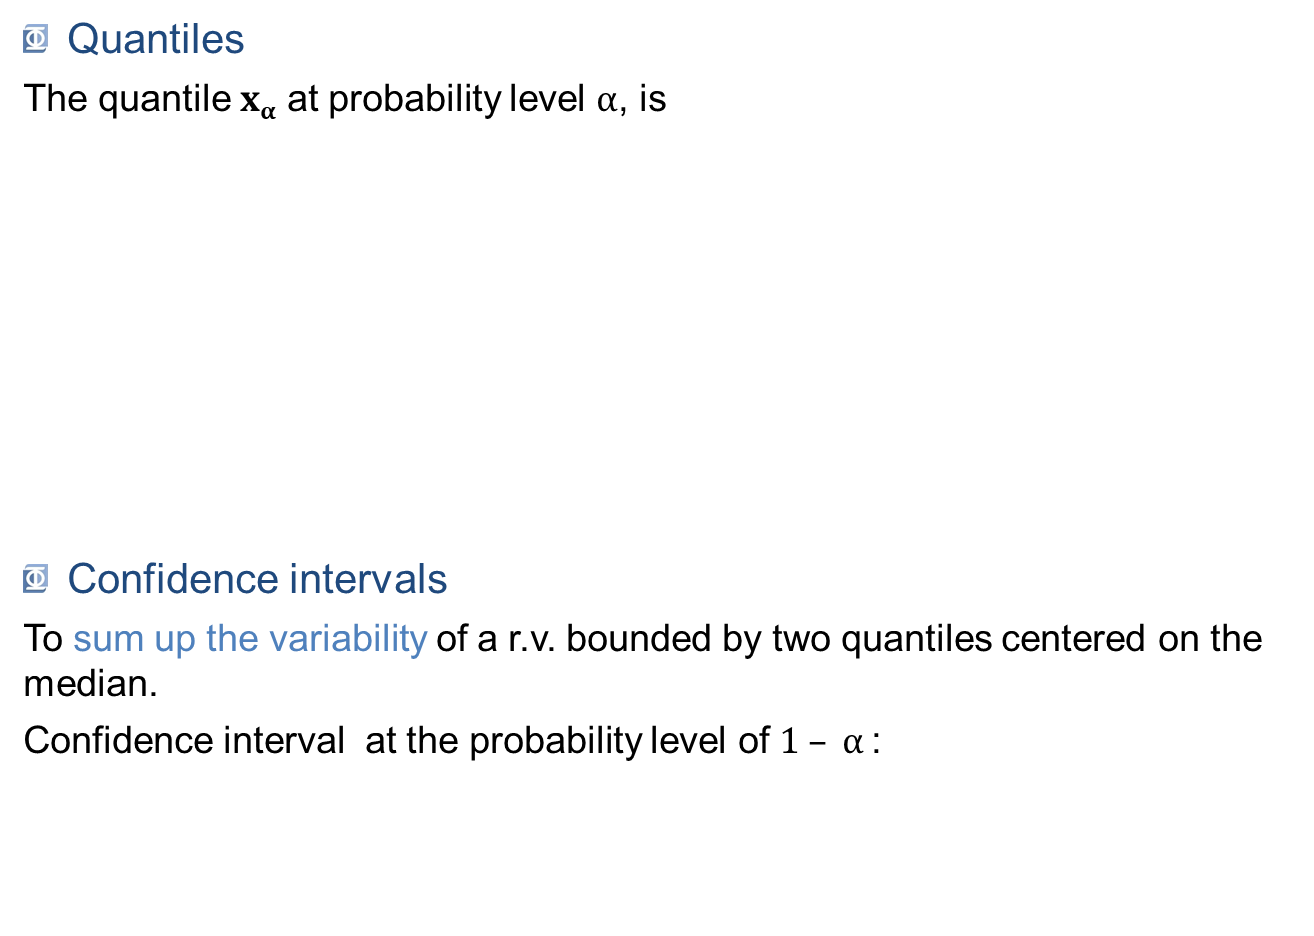 Quantiles
The quantile xα at probability level α, is
Confidence intervals
To sum up the variability of a r.v. bounded by two quantiles centered on the
median.
Confidence interval at the probability level of 1 – α :